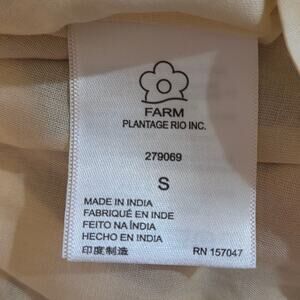 FARM
PLANTAGE RIO INC.
279069
S
MADE IN INDIA
FABRIQUÉ EN INDE
FEITO NA ÍNDIA
HECHO EN INDIA
印度制造 RN 157047